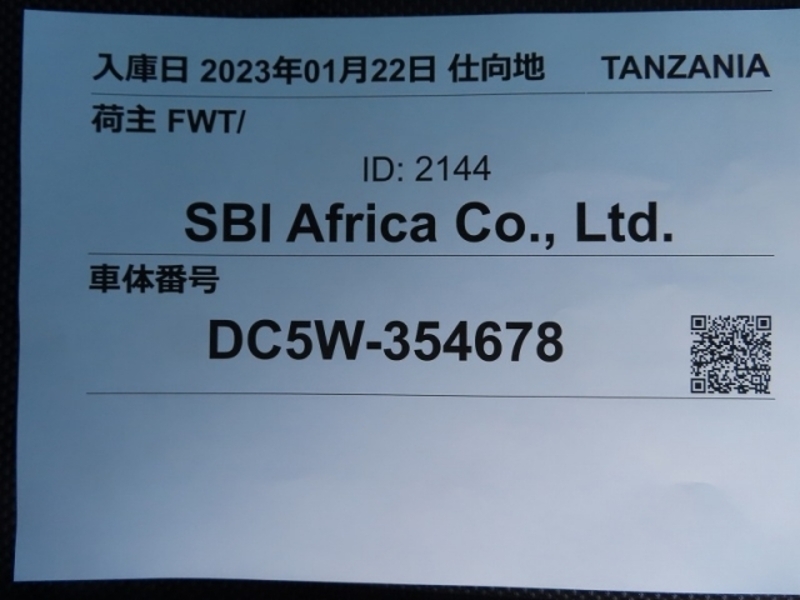 入庫日 2023年01月22日 仕向地 TANZANIA
荷主 FWT/
ID: 2144
SBI Africa Co., Ltd.
車体番号
DC5W-354678